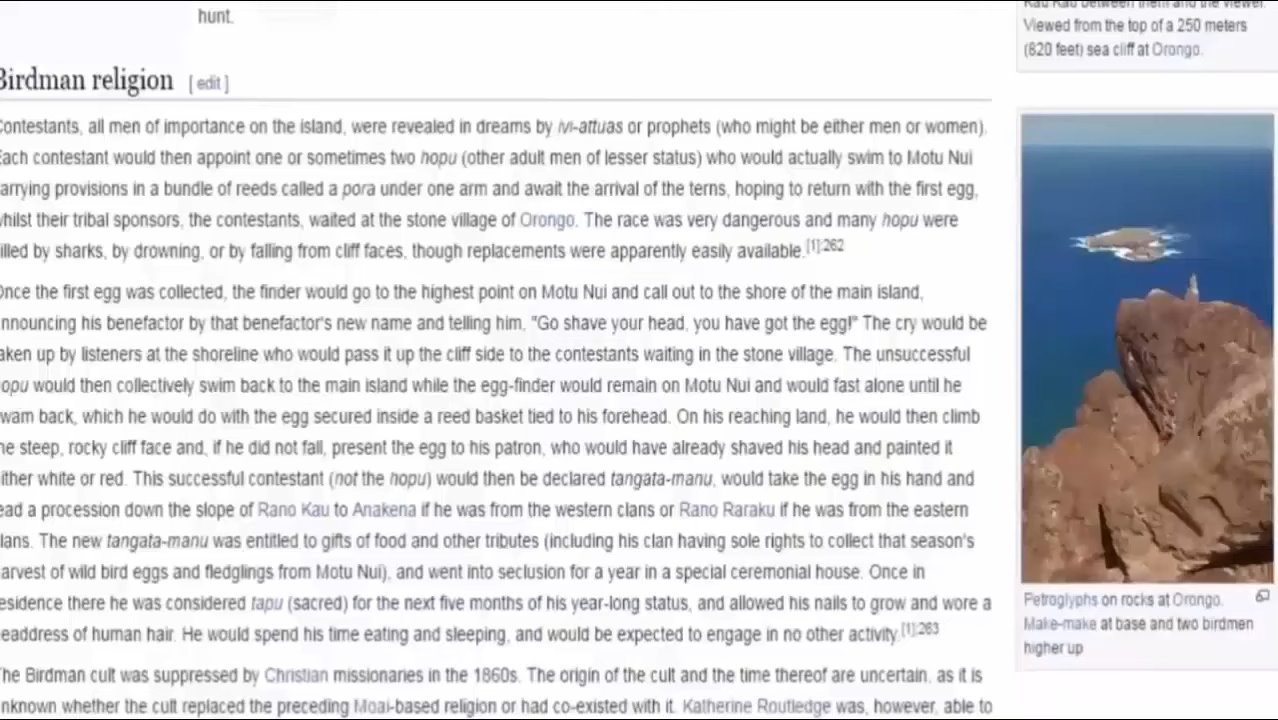 hunt.
Birdman religion [ edit ]
Contestants, all men of importance on the island, were revealed in dreams by ivi-attuas or prophets (who might be either men or women).
Each contestant would then appoint one or sometimes two hopu (other adult men of lesser status) who would actually swim to Motu Nui
arrying provisions in a bundle of reeds called a pora under one arm and await the arrival of the terns, hoping to return with the first egg,
hilst their tribal sponsors, the contestants, waited at the stone village of Orongo. The race was very dangerous and many hopu were
illed by sharks, by drowning, or by falling from cliff faces, though replacements were apparently easily available.[1]:262
Once the first egg was collected, the finder would go to the highest point on Motu Nui and call out to the shore of the main island,
nnouncing his benefactor by that benefactor's new name and telling him, "Go shave your head, you have got the egg!" The cry would be
aken up by listeners at the shoreline who would pass it up the cliff side to the contestants waiting in the stone village. The unsuccessful
opu would then collectively swim back to the main island while the egg-finder would remain on Motu Nui and would fast alone until he
wam back, which he would do with the egg secured inside a reed basket tied to his forehead. On his reaching land, he would then climb
he steep, rocky cliff face and, if he did not fall, present the egg to his patron, who would have already shaved his head and painted it
ither white or red. This successful contestant (not the hopu) would then be declared tangata-manu, would take the egg in his hand and
ead a procession down the slope of Rano Kau to Anakena if he was from the western clans or Rano Raraku if he was from the eastern
lans. The new tangata-manu was entitled to gifts of food and other tributes (including his clan having sole rights to collect that season's
arvest of wild bird eggs and fledglings from Motu Nui), and went into seclusion for a year in a special ceremonial house. Once in
esidence there he was considered tapu (sacred) for the next five months of his year-long status, and allowed his nails to grow and wore a
eaddress of human hair. He would spend his time eating and sleeping, and would be expected to engage in no other activity.[1]:263
The Birdman cult was suppressed by Christian missionaries in the 1860s. The origin of the cult and the time thereof are uncertain, as it is
nknown whether the cult replaced the preceding Moai-based religion or had co-existed with it. Katherine Routledge was, however, able to
Kau Kau between them and the viewer.
Viewed from the top of a 250 meters
(820 feet) sea cliff at Orongo.
Petroglyphs on rocks at Orongo.
Make-make at base and two birdmen
higher up